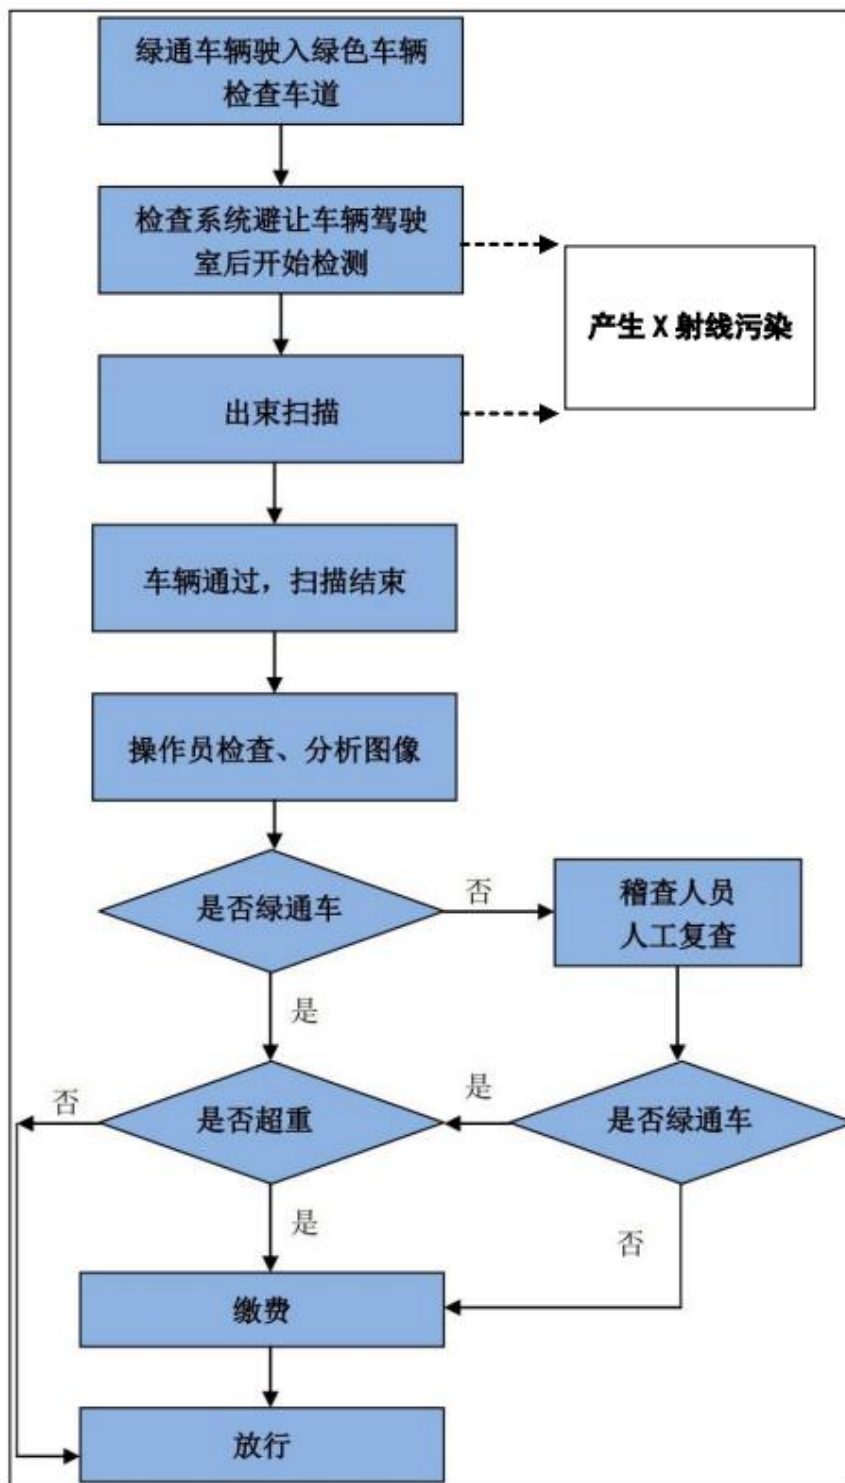 绿通车辆驶入绿色车辆
检查车道
检查系统避让车辆驾驶
室后开始检测
产生 X 射线污染
出束扫描
车辆通过，扫描结束
操作员检查、分析图像
是否绿通车
否
稽查人员
人工复查
是
否
是否超重
是
是否绿通车
是
否
缴费
放行